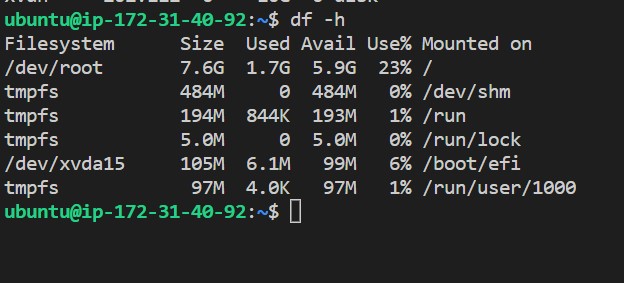 ubuntu@ip-172-31-40-92:~$ df -h
Filesystem      Size  Used Avail Use% Mounted on
/dev/root       7.6G  1.7G  5.9G  23% /
tmpfs           484M     0  484M   0% /dev/shm
tmpfs           194M  844K  193M   1% /run
tmpfs           5.0M     0  5.0M   0% /run/lock
/dev/xvda15     105M  6.1M   99M   6% /boot/efi
tmpfs            97M  4.0K   97M   1% /run/user/1000
ubuntu@ip-172-31-40-92:~$